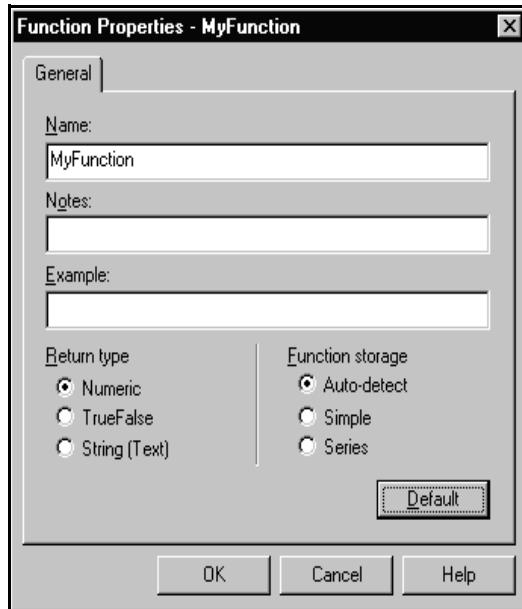 Function Properties - MyFunction
General
Name:
MyFunction
Notes:
Example:
Return type
Numeric
TrueFalse
String (Text)
Function storage
Auto-detect
Simple
Series
Default
OK
Cancel
Help